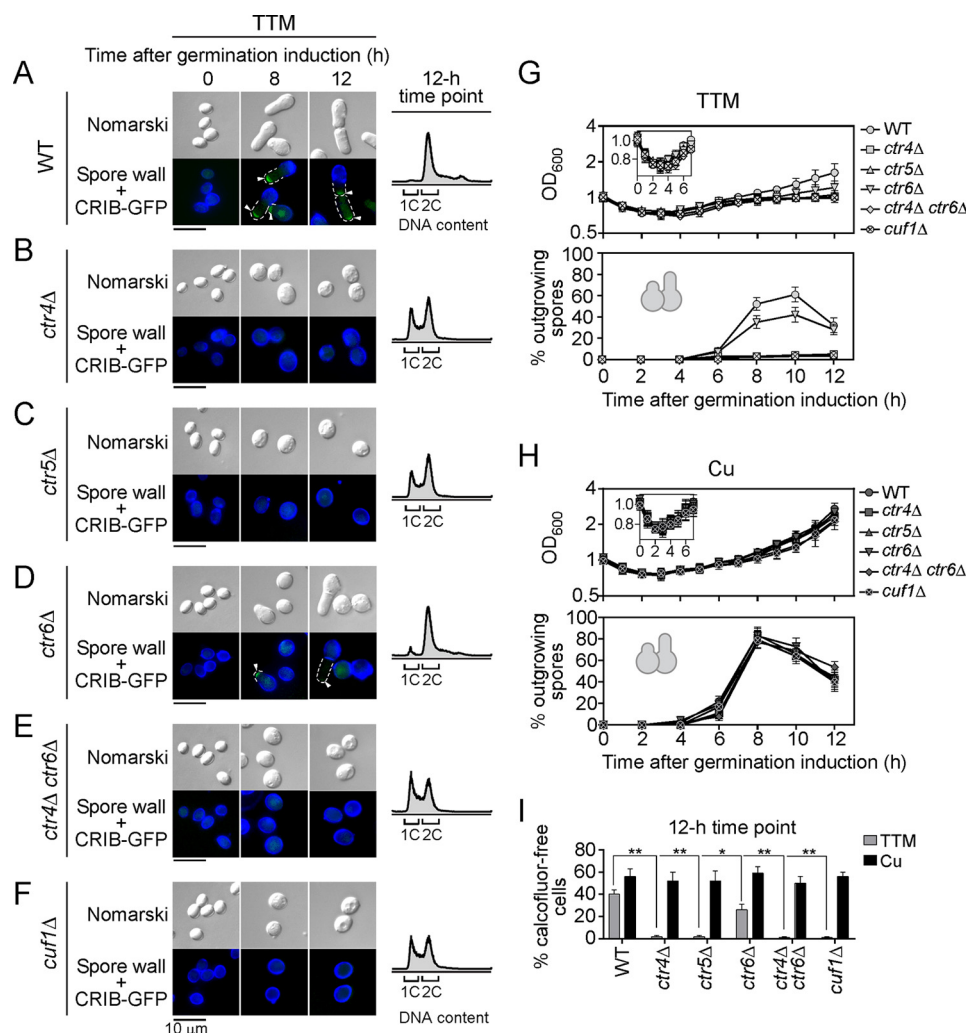 TTM
Time after germination induction (h)
0 8 12
12-h
time point
A
WT
Nomarski
Spore wall
+
CRIB-GFP
1C 2C
DNA content
B
ctr4Δ
Nomarski
Spore wall
+
CRIB-GFP
1C 2C
C
ctr5Δ
Nomarski
Spore wall
+
CRIB-GFP
1C 2C
D
ctr6Δ
Nomarski
Spore wall
+
CRIB-GFP
1C 2C
E
ctr4Δ ctr6Δ
Nomarski
Spore wall
+
CRIB-GFP
1C 2C
F
cuf1Δ
Nomarski
Spore wall
+
CRIB-GFP
1C 2C
DNA content
10 µm
G
TTM
OD600
4
2
1
0.5
1.0
0.8
0 2 4 6
WT
ctr4Δ
ctr5Δ
ctr6Δ
ctr4Δ ctr6Δ
cuf1Δ
% outgrowing
spores
100
80
60
40
20
0
0 2 4 6 8 10 12
Time after germination induction (h)
H
Cu
OD600
4
2
1
0.5
1.0
0.8
0 2 4 6
WT
ctr4Δ
ctr5Δ
ctr6Δ
ctr4Δ ctr6Δ
cuf1Δ
% outgrowing
spores
100
80
60
40
20
0
0 2 4 6 8 10 12
Time after germination induction (h)
I
12-h time point
TTM
Cu
% calcofluor-free
cells
80
60
40
20
0
** ** * ** **
WT
ctr4Δ
ctr5Δ
ctr6Δ
ctr4Δ
ctr6Δ
cuf1Δ